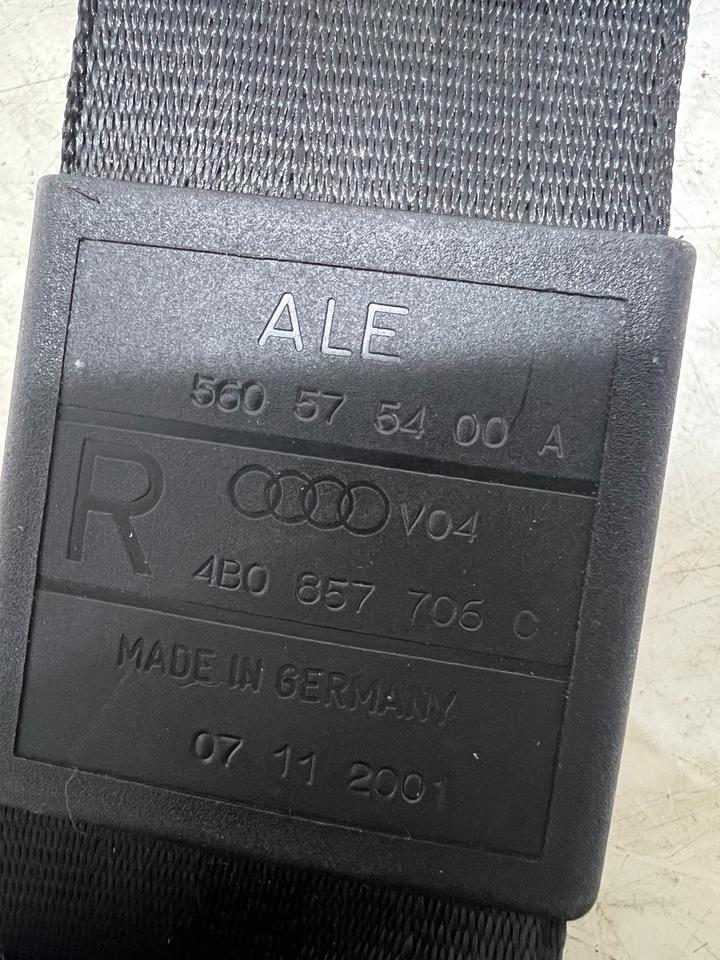 ALE
560 57 54 00 A
R
V04
4B0 857 706 C
MADE IN GERMANY
07 11 2001